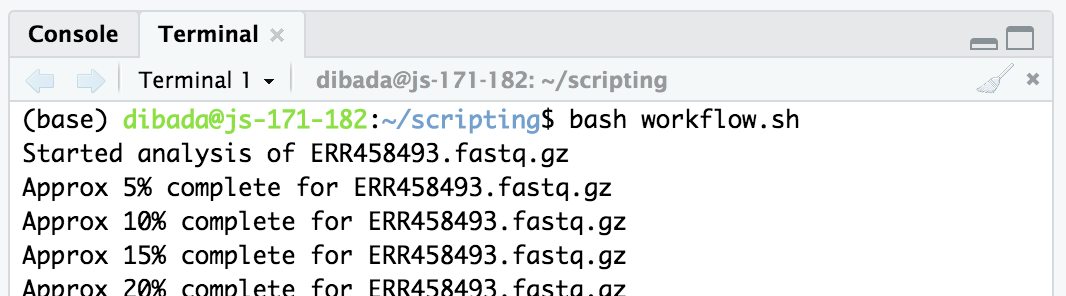 Console Terminal
Terminal 1 dibada@js-171-182: ~/scripting
(base) dibada@js-171-182:~/scripting$ bash workflow.sh
Started analysis of ERR458493.fastq.gz
Approx 5% complete for ERR458493.fastq.gz
Approx 10% complete for ERR458493.fastq.gz
Approx 15% complete for ERR458493.fastq.gz
Approx 20% complete for ERR458493.fastq.gz